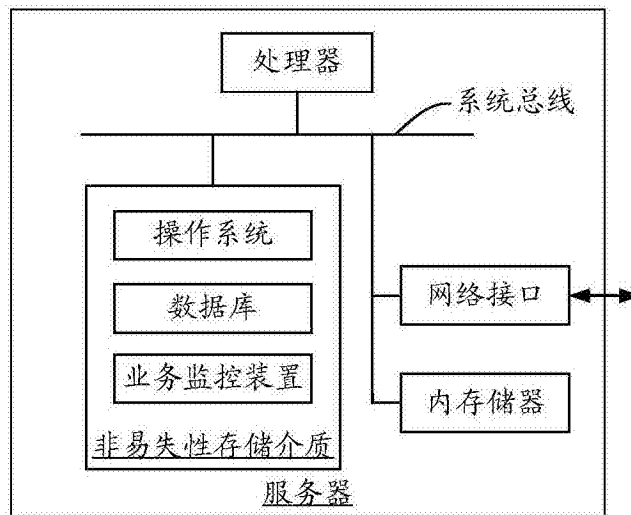 处理器
系统总线
操作系统
数据库
业务监控装置
非易失性存储介质
网络接口
内存储器
服务器